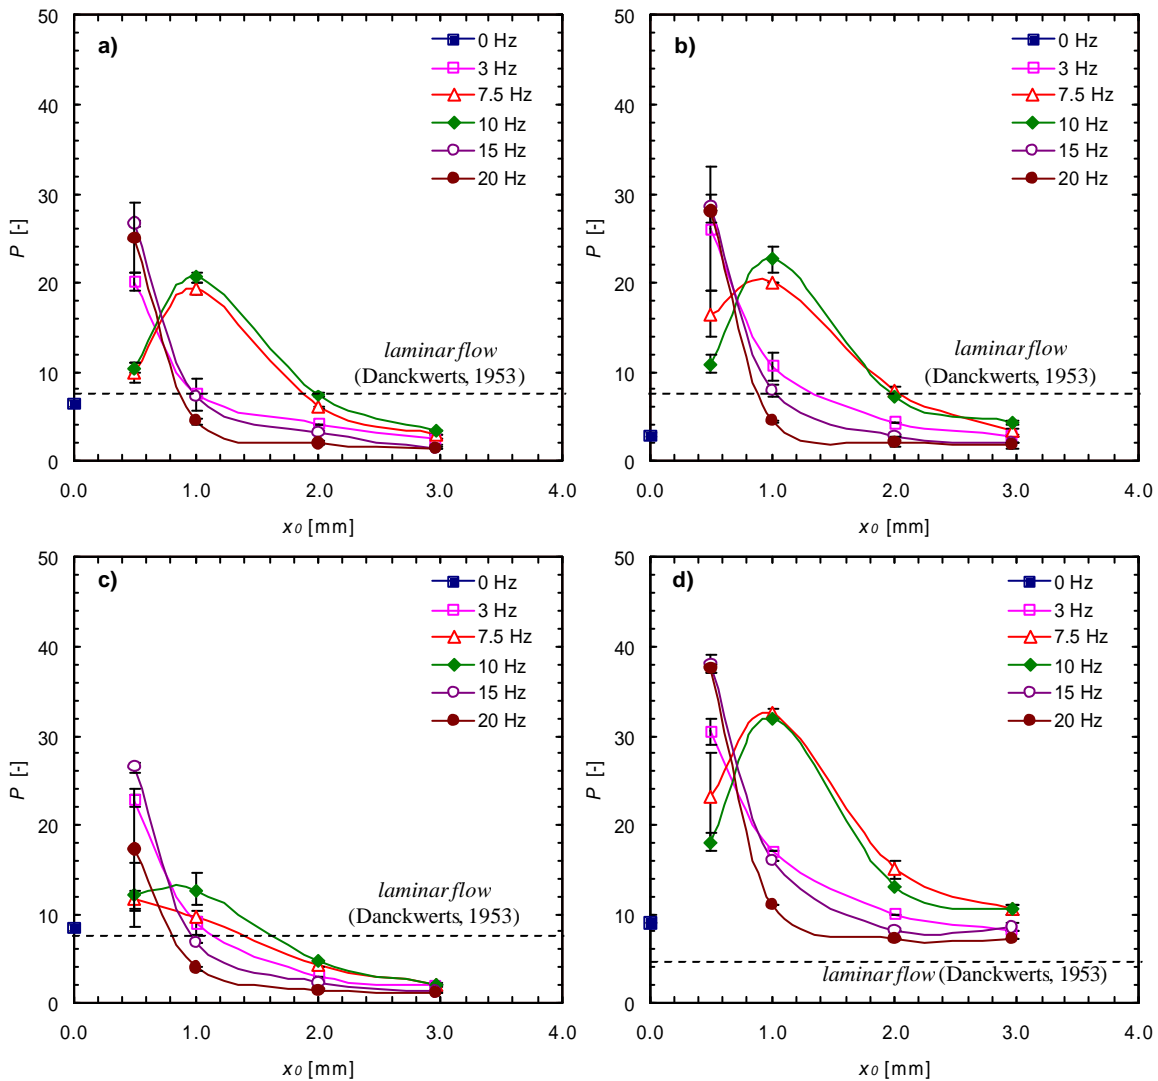 a)
50
40
30
20
10
0
P [-]
0 Hz
3 Hz
7.5 Hz
10 Hz
15 Hz
20 Hz
laminar flow
(Danckwerts, 1953)
0.0 1.0 2.0 3.0 4.0
x0 [mm]
b)
50
40
30
20
10
0
P [-]
0 Hz
3 Hz
7.5 Hz
10 Hz
15 Hz
20 Hz
laminar flow
(Danckwerts, 1953)
0.0 1.0 2.0 3.0 4.0
x0 [mm]
c)
50
40
30
20
10
0
P [-]
0 Hz
3 Hz
7.5 Hz
10 Hz
15 Hz
20 Hz
laminar flow
(Danckwerts, 1953)
0.0 1.0 2.0 3.0 4.0
x0 [mm]
d)
50
40
30
20
10
0
P [-]
0 Hz
3 Hz
7.5 Hz
10 Hz
15 Hz
20 Hz
laminar flow (Danckwerts, 1953)
0.0 1.0 2.0 3.0 4.0
x0 [mm]